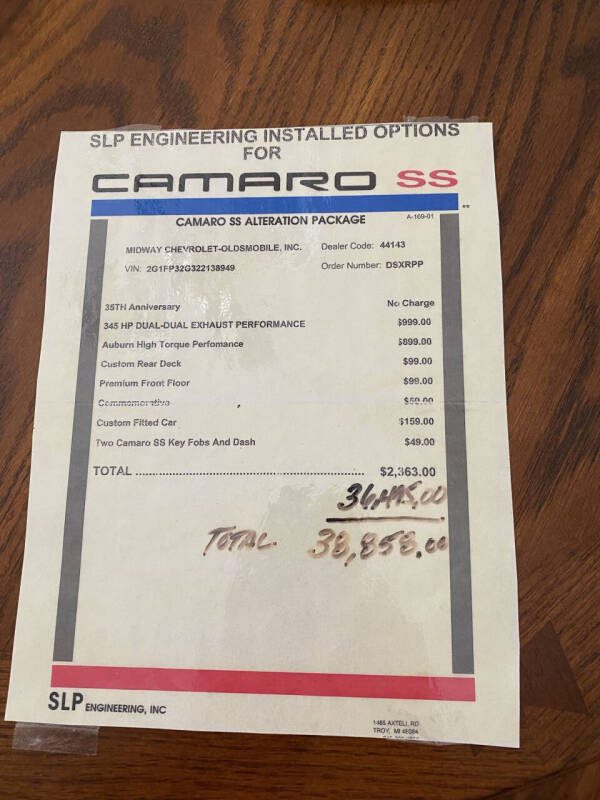 SLP ENGINEERING INSTALLED OPTIONS
FOR
CAMARO SS
**
CAMARO SS ALTERATION PACKAGE A-169-01
MIDWAY CHEVROLET-OLDSMOBILE, INC. Dealer Code: 44143
VIN: 2G1FP32G322138949 Order Number: DSXRPP
35TH Anniversary No Charge
345 HP DUAL-DUAL EXHAUST PERFORMANCE $999.00
Auburn High Torque Perfomance $899.00
Custom Rear Deck $99.00
Premium Front Floor $99.00
Commemorative $59.00
Custom Fitted Car $159.00
Two Camaro SS Key Fobs And Dash $49.00
TOTAL ........................................................... $2,363.00
36,495.00
TOTAL 38,858.00
SLP ENGINEERING, INC
1485 AXTELL RD
TROY, MI 48084